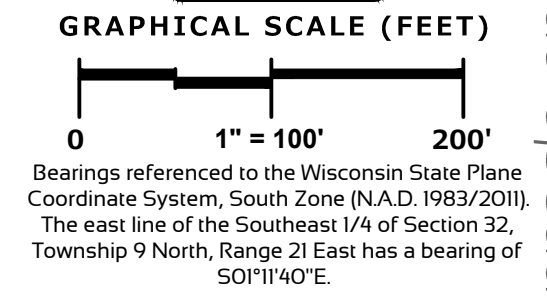 GRAPHICAL SCALE (FEET)
0 1" = 100' 200'
Bearings referenced to the Wisconsin State Plane
Coordinate System, South Zone (N.A.D. 1983/2011).
The east line of the Southeast 1/4 of Section 32,
Township 9 North, Range 21 East has a bearing of
S01°11'40"E.